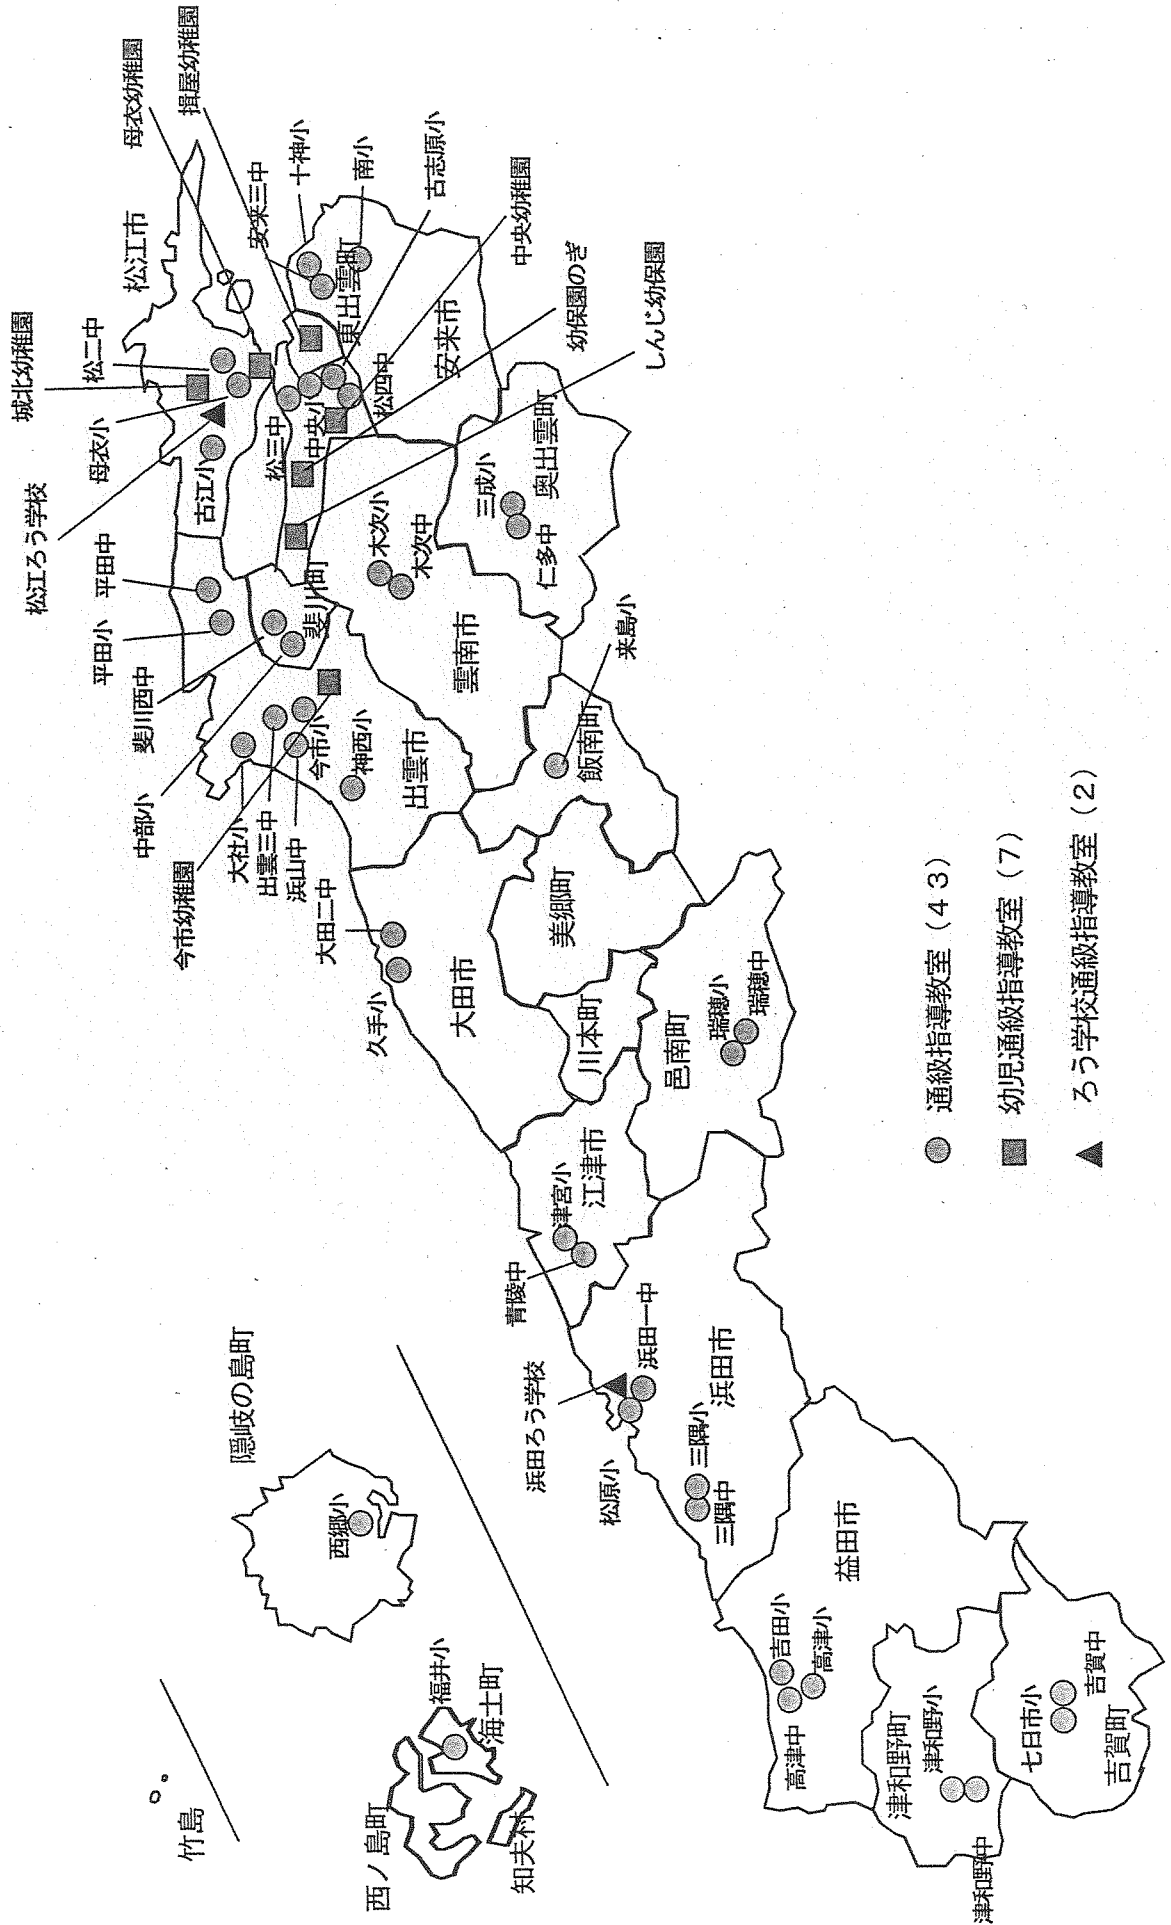 竹島
西ノ島町
知夫村
海士町
福井小
隠岐の島町
西郷小
松江市
母衣幼稚園
揖屋幼稚園
城北幼稚園
松二中
母衣小
松江ろう学校
古江小
平田中
平田小
斐川西中
中部小
今市幼稚園
斐川町
大社小
出雲三中
浜山中
今市小
神西小
出雲市
安来三中
十神小
南小
古志原小
中央幼稚園
幼保園のぎ
しんじ幼保園
東出雲町
安来市
松四中
中央小
松三中
木次小
木次中
雲南市
三成小
仁多中
奥出雲町
来島小
飯南町
大田二中
久手小
大田市
美郷町
川本町
邑南町
瑞穂小
瑞穂中
青陵中
津宮小
江津市
浜田ろう学校
浜田一中
松原小
浜田市
三隅小
三隅中
益田市
吉田小
高津小
高津中
津和野町
津和野小
津和野中
七日市小
吉賀中
吉賀町
通級指導教室（４３）
幼児通級指導教室（７）
ろう学校通級指導教室（２）